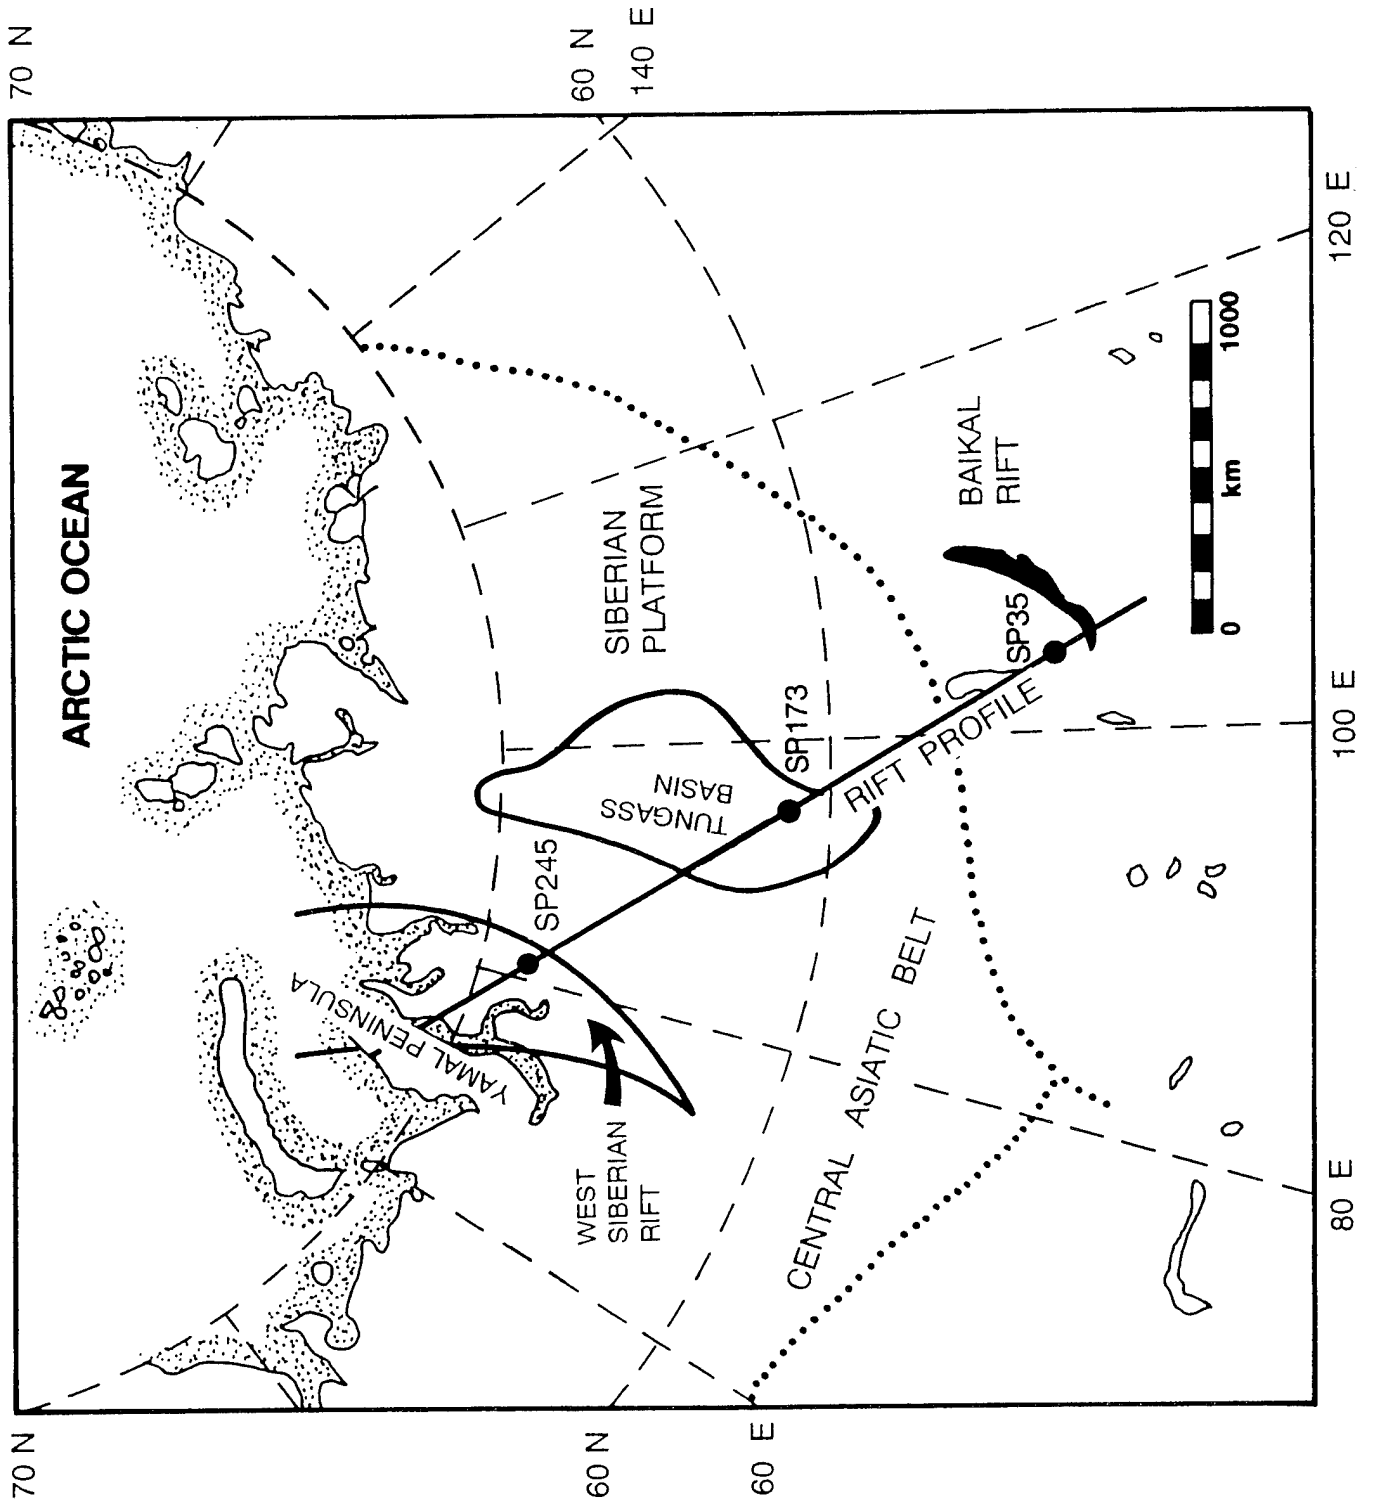 70 N
60 N
140 E
ARCTIC OCEAN
120 E
SIBERIAN
PLATFORM
BAIKAL
RIFT
0
km
1000
SP35
SP173
RIFT PROFILE
100 E
TUNGASS
BASIN
SP245
YAMAL PENINSULA
WEST
SIBERIAN
RIFT
CENTRAL ASIATIC BELT
80 E
70 N
60 N
60 E